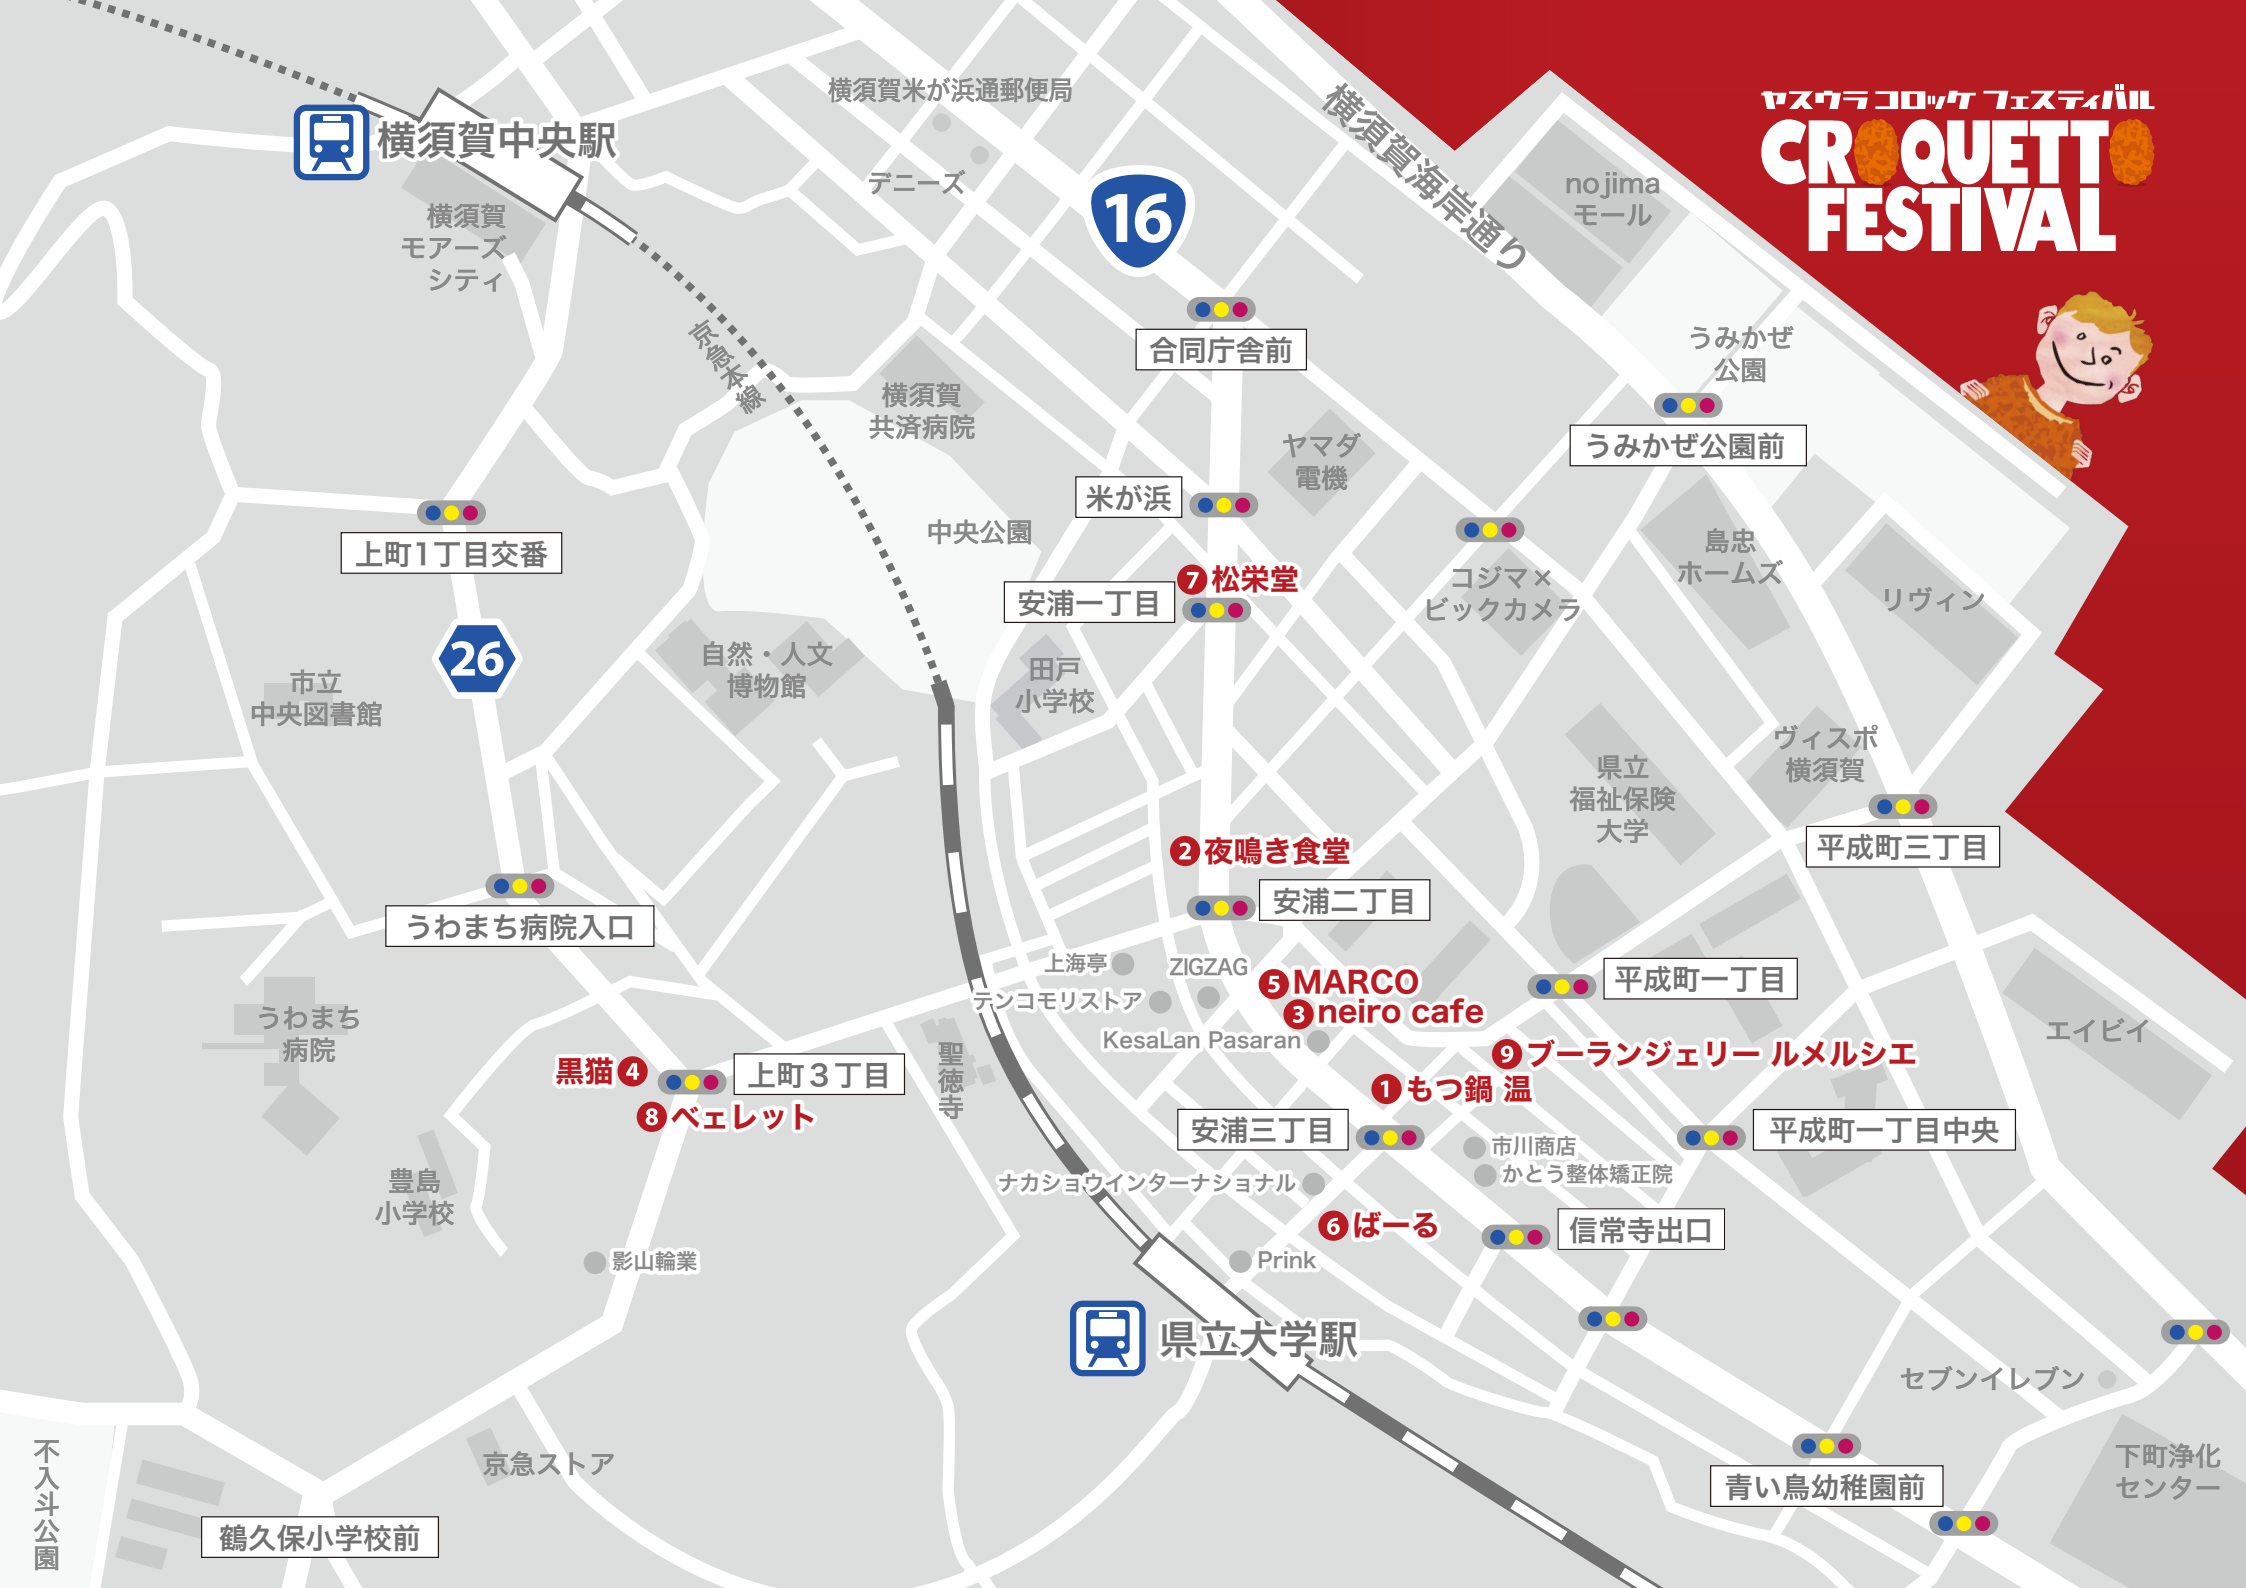 ヤスウラ コロッケ フェスティバル
CROQUETTO
FESTIVAL
横須賀米が浜通郵便局
デニーズ
横須賀中央駅
横須賀
モアーズ
シティ
16
横須賀海岸通り
nojima
モール
合同庁舎前
京急本線
横須賀
共済病院
うみかぜ
公園
うみかぜ公園前
ヤマダ
電機
米が浜
上町1丁目交番
中央公園
❼松栄堂
安浦一丁目
コジマ×
ビックカメラ
島忠
ホームズ
リヴィン
26
市立
中央図書館
自然・人文
博物館
田戸
小学校
県立
福祉保険
大学
ヴィスポ
横須賀
平成町三丁目
❷夜鳴き食堂
安浦二丁目
うわまち病院入口
上海亭
ZIGZAG
テンコモリストア
❺MARCO
❸neiro cafe
KesaLan Pasaran
平成町一丁目
エイビイ
うわまち
病院
聖徳寺
黒猫❹
上町３丁目
❽ベェレット
❾ブーランジェリー ルメルシエ
❶もつ鍋 温
安浦三丁目
市川商店
かとう整体矯正院
平成町一丁目中央
豊島
小学校
ナカショウインターナショナル
❻ばーる
信常寺出口
影山輪業
Prink
県立大学駅
セブンイレブン
京急ストア
不入斗公園
鶴久保小学校前
青い鳥幼稚園前
下町浄化
センター